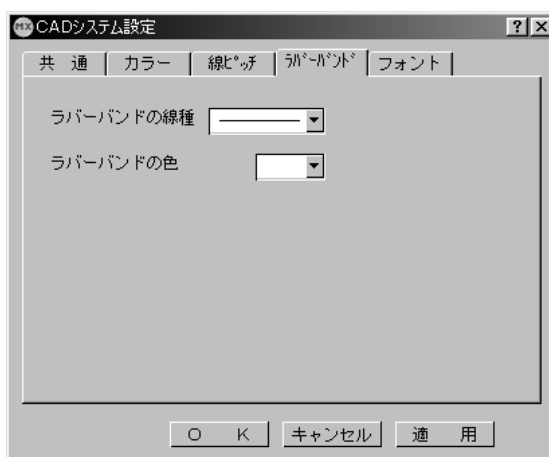 MX CADシステム設定 ? ×
共 通 カラー 線ﾋﾟｯﾁ ﾗﾊﾞｰﾊﾞﾝﾄﾞ フォント
ラバーバンドの線種
ラバーバンドの色
O K キャンセル 適 用